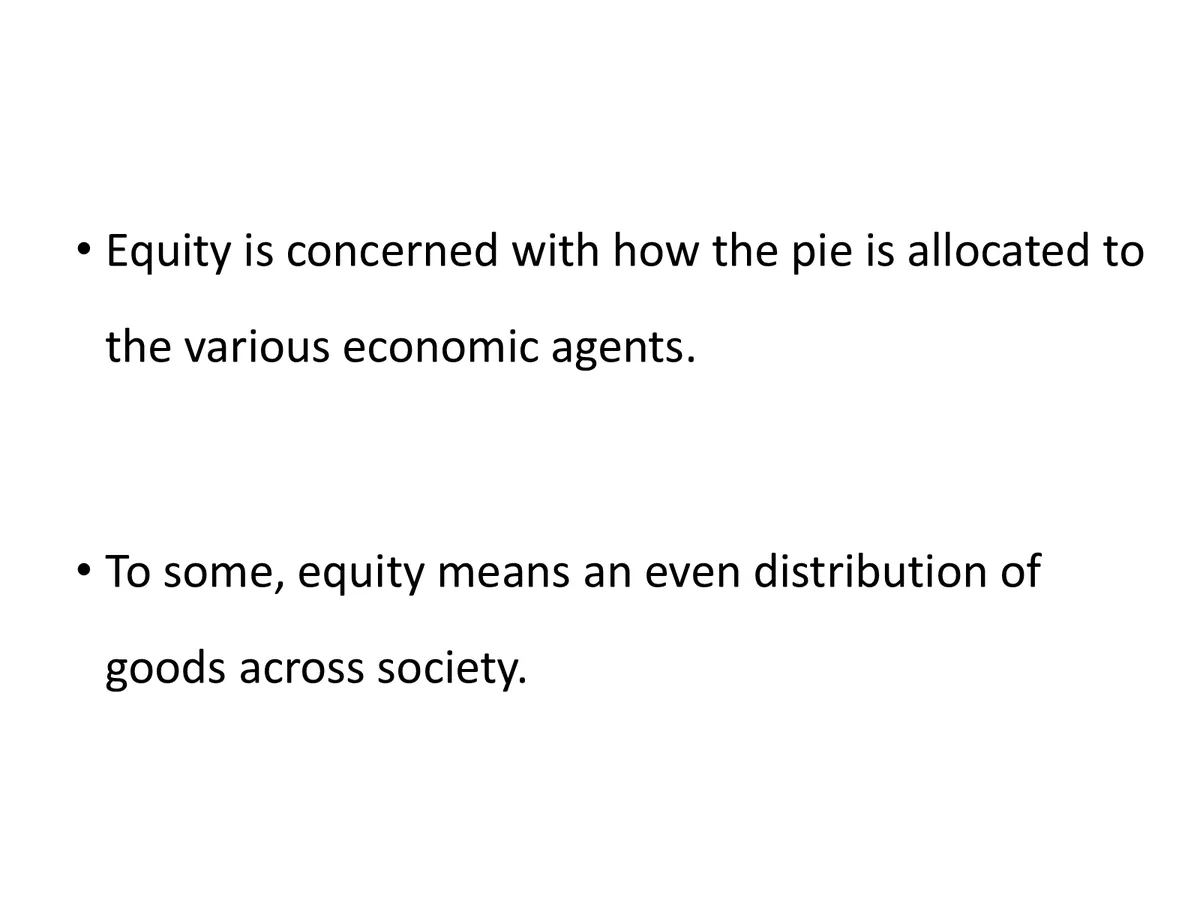 • Equity is concerned with how the pie is allocated to
the various economic agents.
• To some, equity means an even distribution of
goods across society.